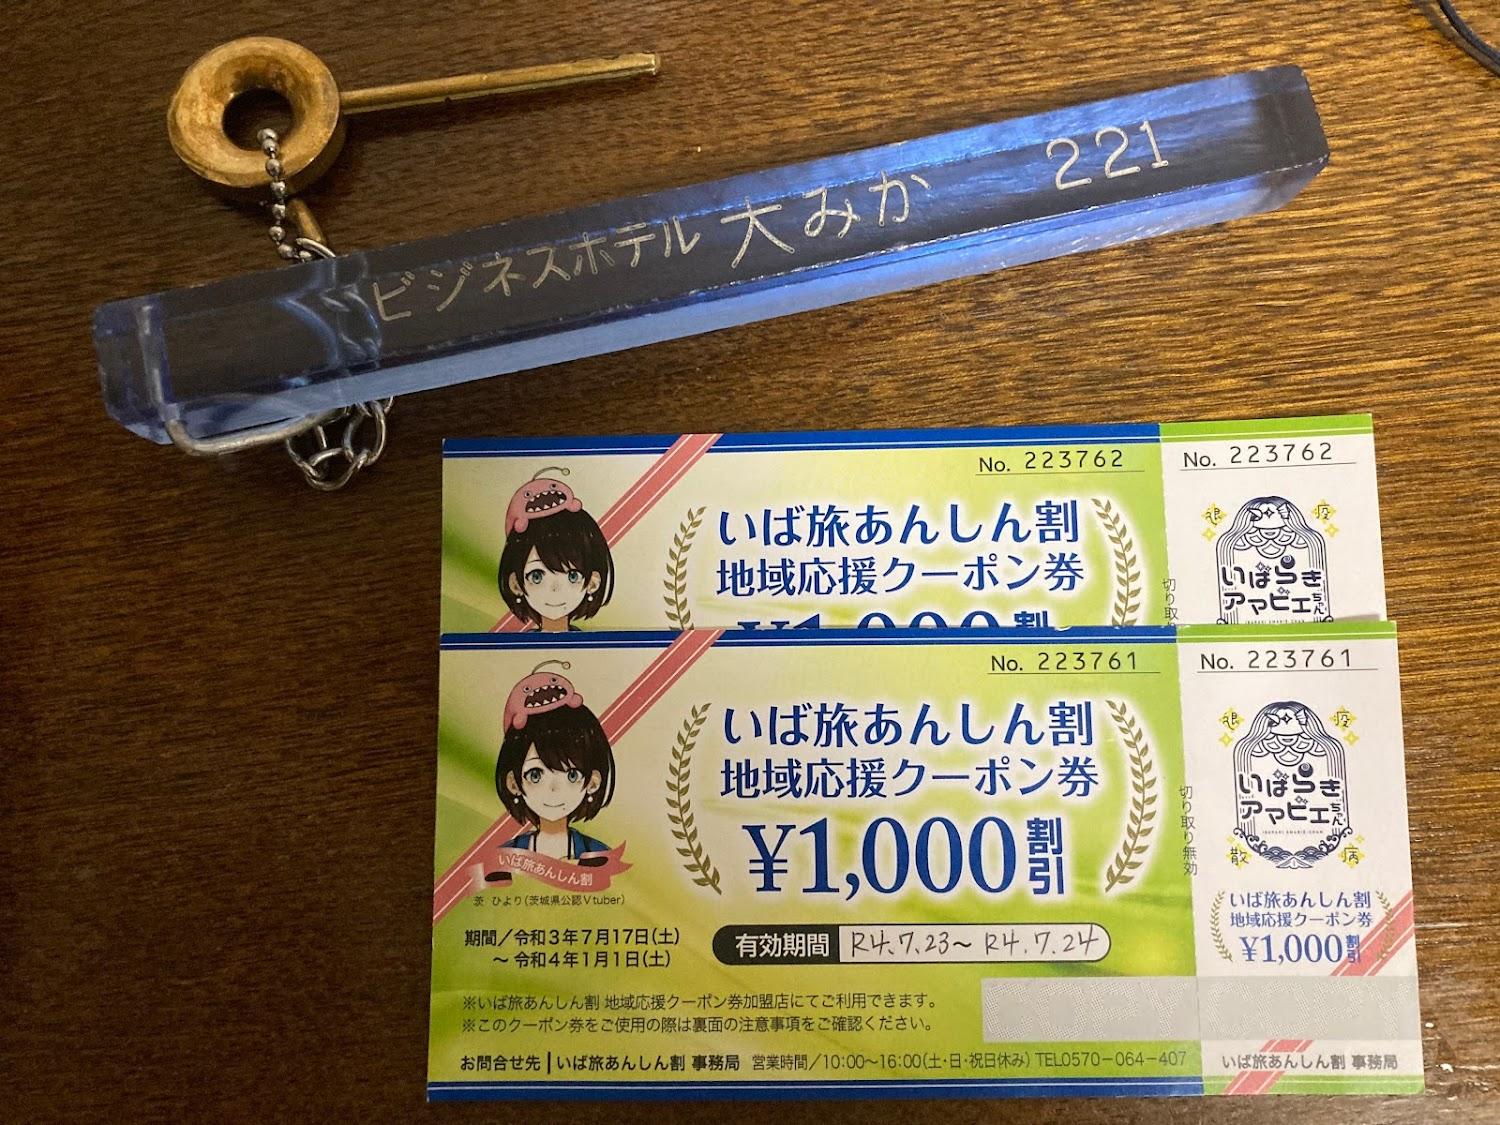 ビジネスホテル 大みか 221
No. 223762
No. 223762
いば旅あんしん割
地域応援クーポン券
¥1,000割
切り取
退 疫
いばらき
アマビエちゃん
IBARAKI AMABIE-CHAN
No. 223761
No. 223761
いば旅あんしん割
地域応援クーポン券
¥1,000割引
いば旅あんしん割
茨 ひより(茨城県公認Vtuber)
期間/令和3年7月17日(土)
~令和4年1月1日(土)
有効期間 R4.7.23~R4.7.24
※いば旅あんしん割 地域応援クーポン券加盟店にてご利用できます。
※このクーポン券をご使用の際は裏面の注意事項をご確認ください。
お問合せ先|いば旅あんしん割 事務局 営業時間/10:00~16:00(土・日・祝日休み) TEL0570-064-407
切り取り無効
退 疫
いばらき
アマビエちゃん
IBARAKI AMABIE-CHAN
散 病
いば旅あんしん割
地域応援クーポン券
¥1,000割引
いば旅あんしん割 事務局